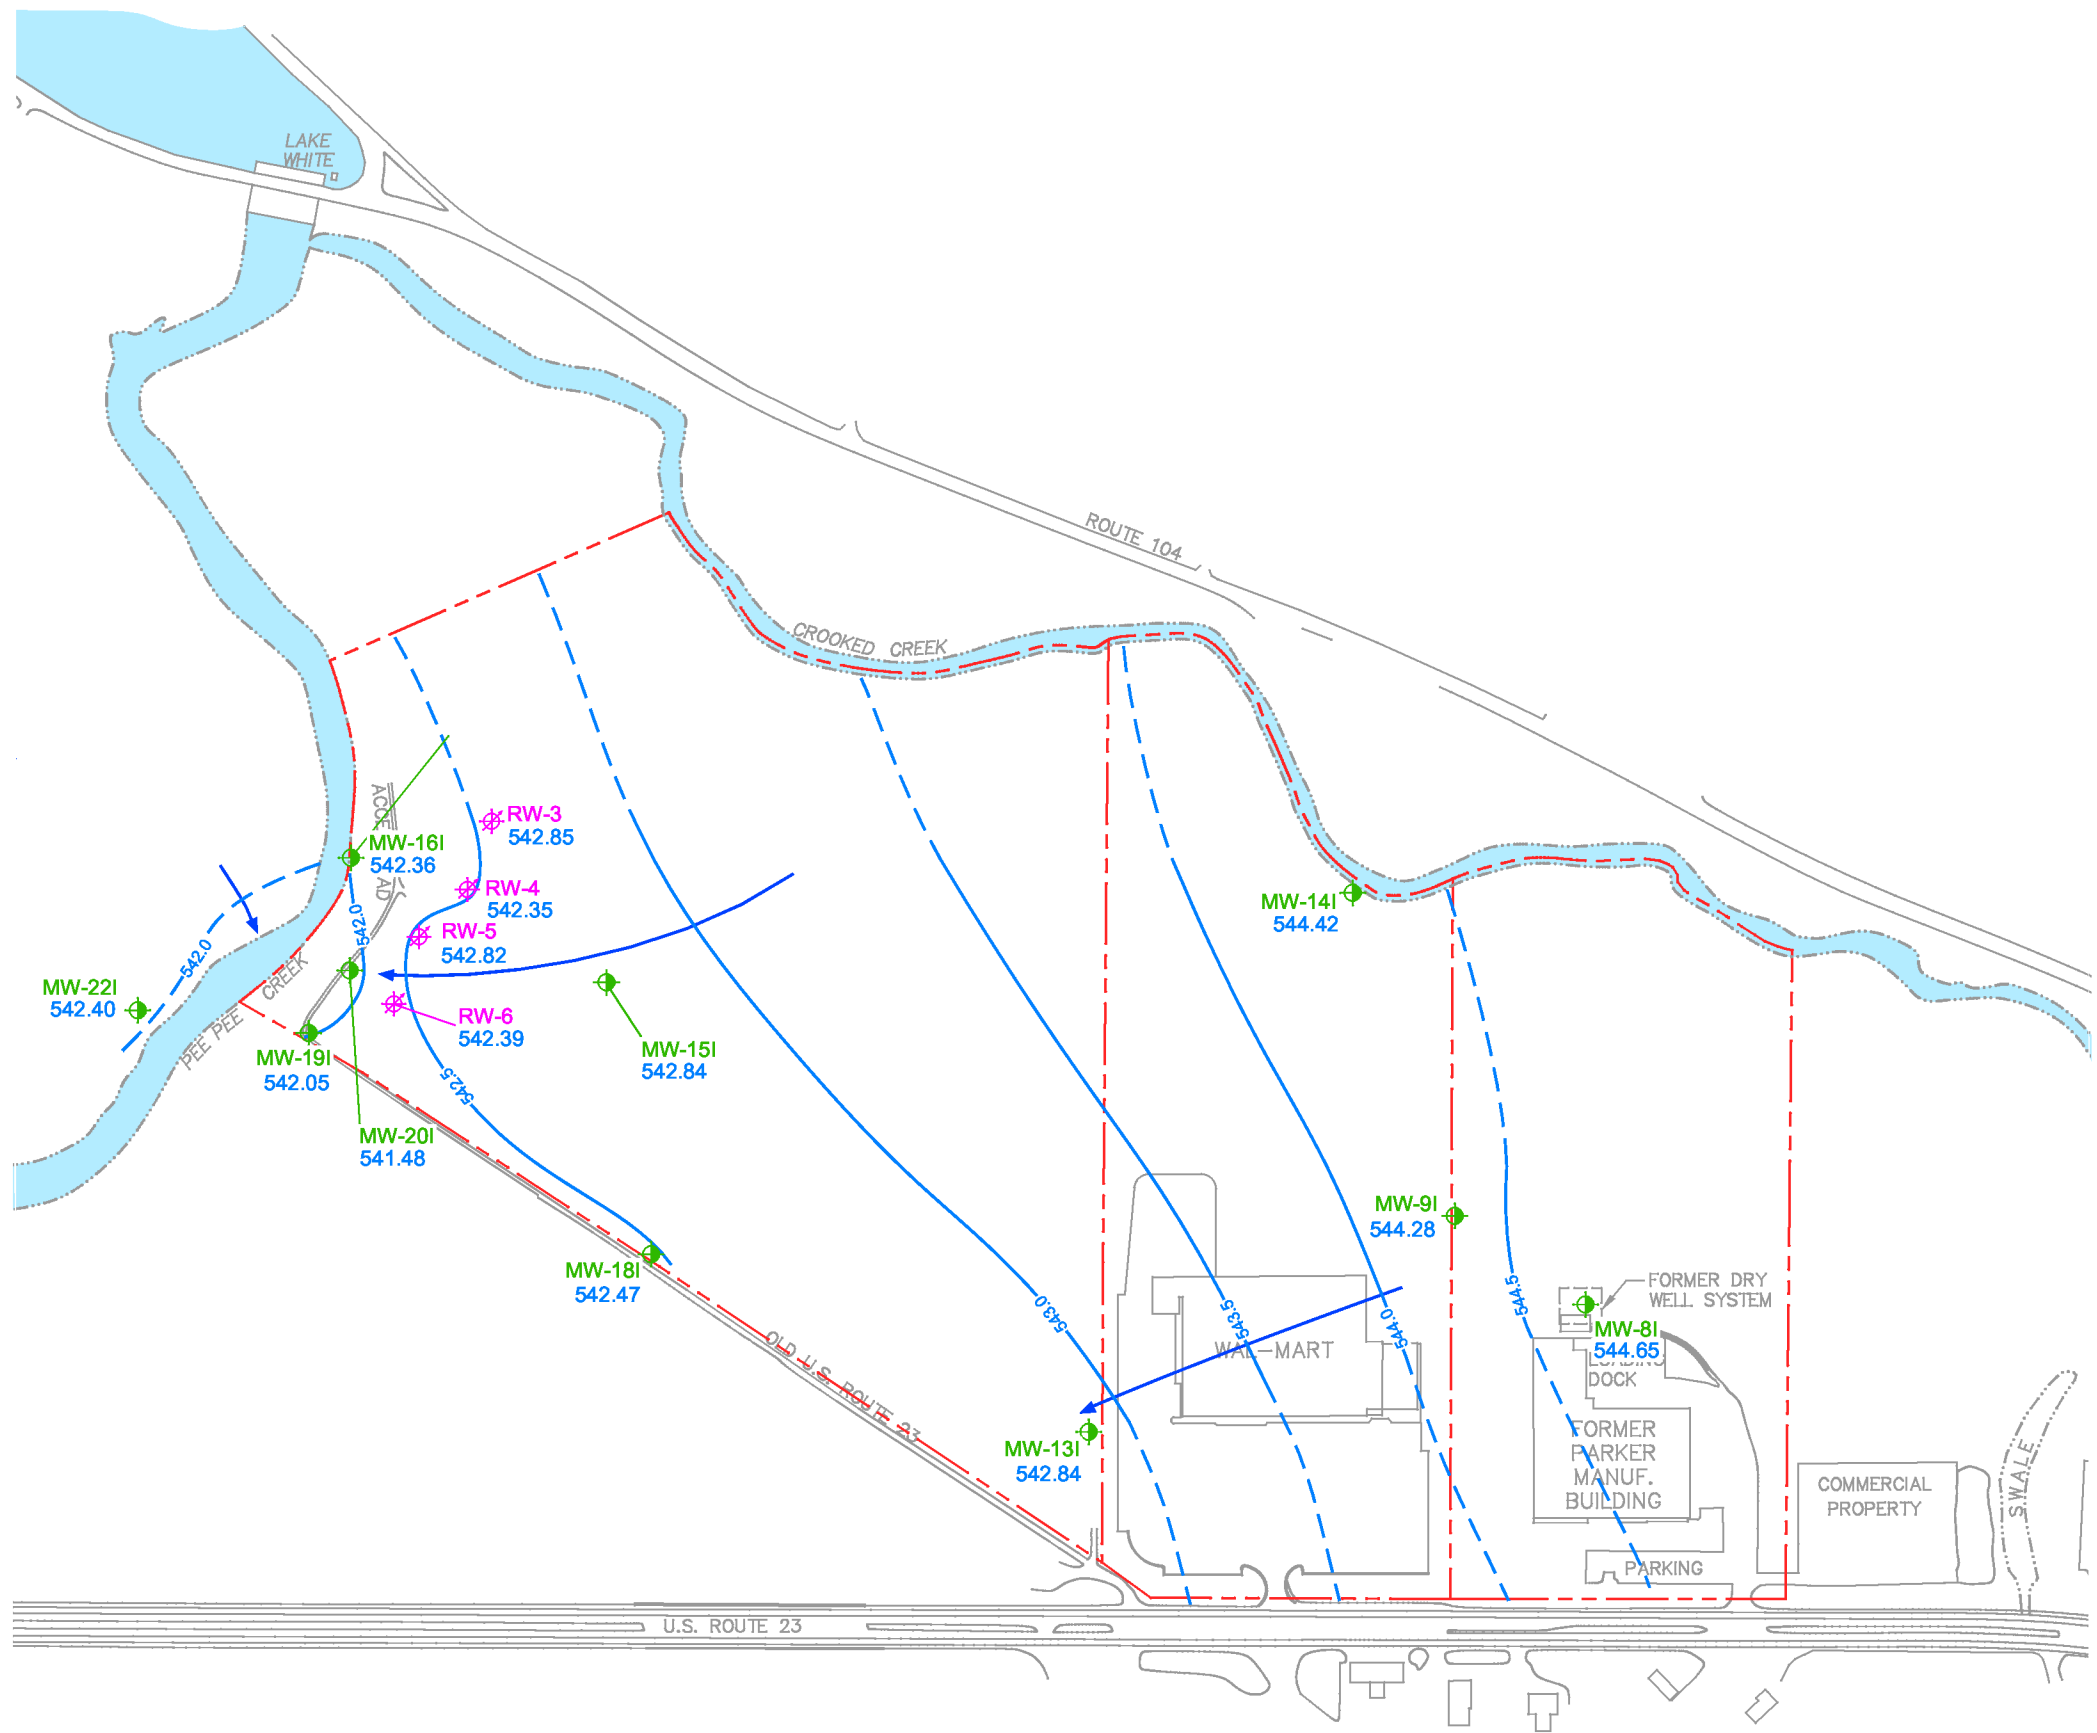 LAKE
WHITE
ROUTE 104
CROOKED CREEK
RW-3
542.85
MW-16I
542.36
RW-4
542.35
MW-14I
544.42
542.0
RW-5
542.82
542.0
MW-22I
542.40
CREEK
PEE PEE
RW-6
542.39
MW-19I
542.05
MW-15I
542.84
542.5
MW-20I
541.48
MW-9I
544.28
MW-18I
542.47
FORMER DRY
WELL SYSTEM
543.0
543.5
544.0
544.5
MW-8I
544.65
WAL-MART
LOADING
DOCK
OLD U.S. ROUTE 23
FORMER
PARKER
MANUF.
BUILDING
MW-13I
542.84
COMMERCIAL
PROPERTY
SWALE
PARKING
U.S. ROUTE 23